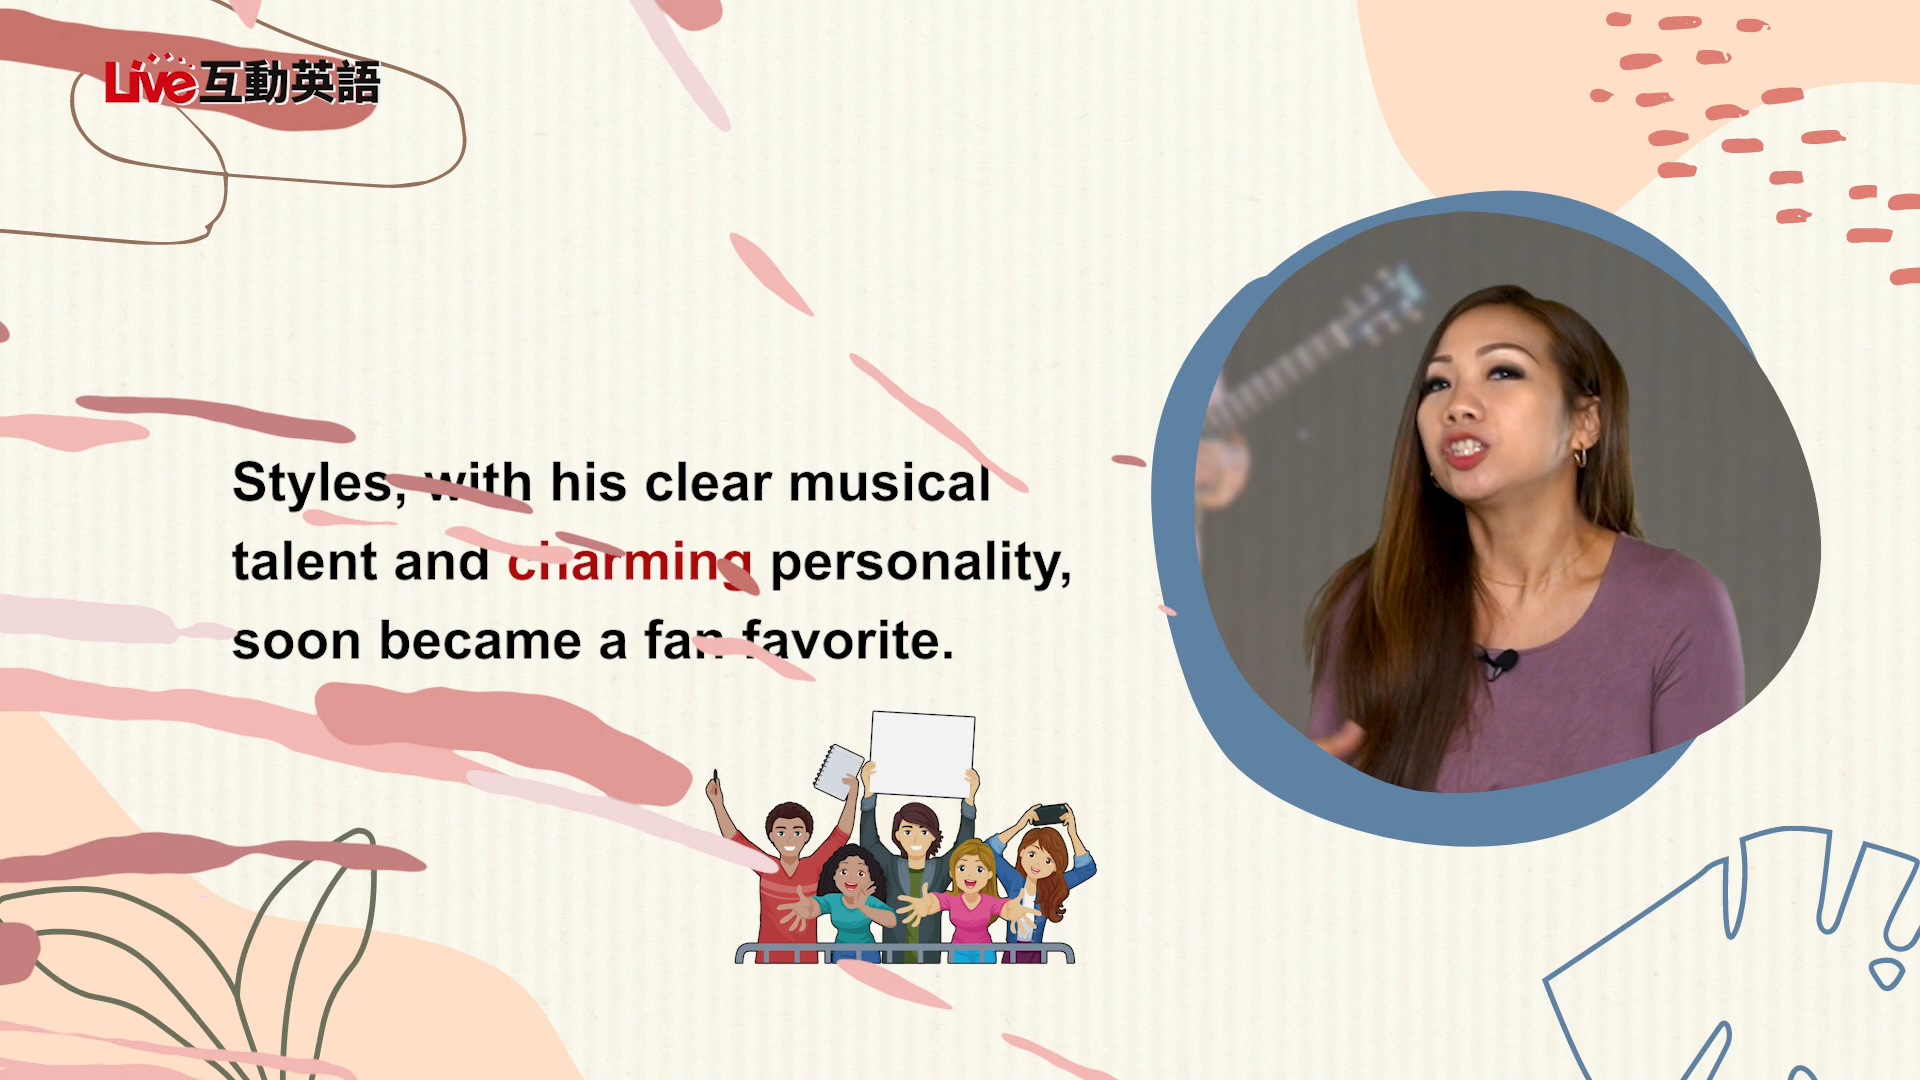 Live互動英語
Styles, with his clear musical
talent and charming personality,
soon became a fan favorite.